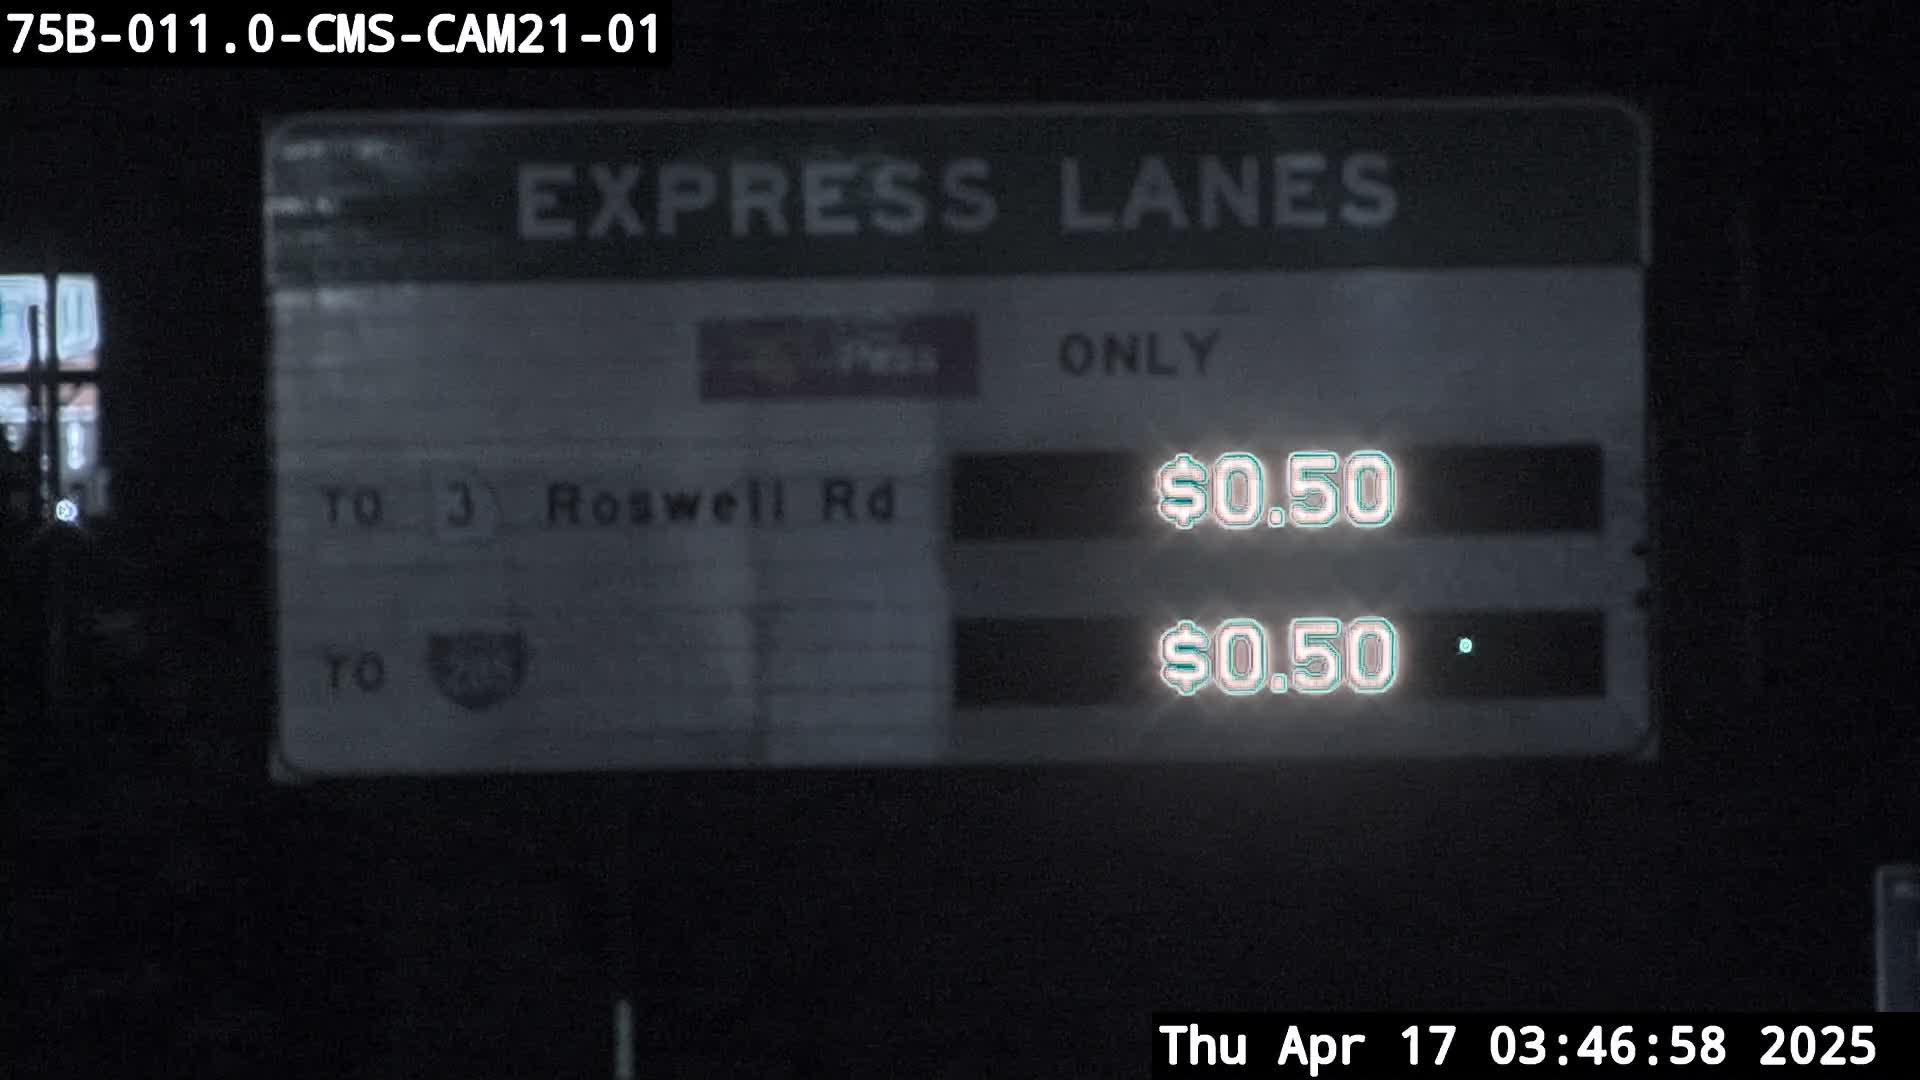 75B-011.0-CMS-CAM21-01
EXPRESS LANES
Pass ONLY
TO 3 Roswell Rd $0.50
TO $0.50
Thu Apr 17 03:46:58 2025